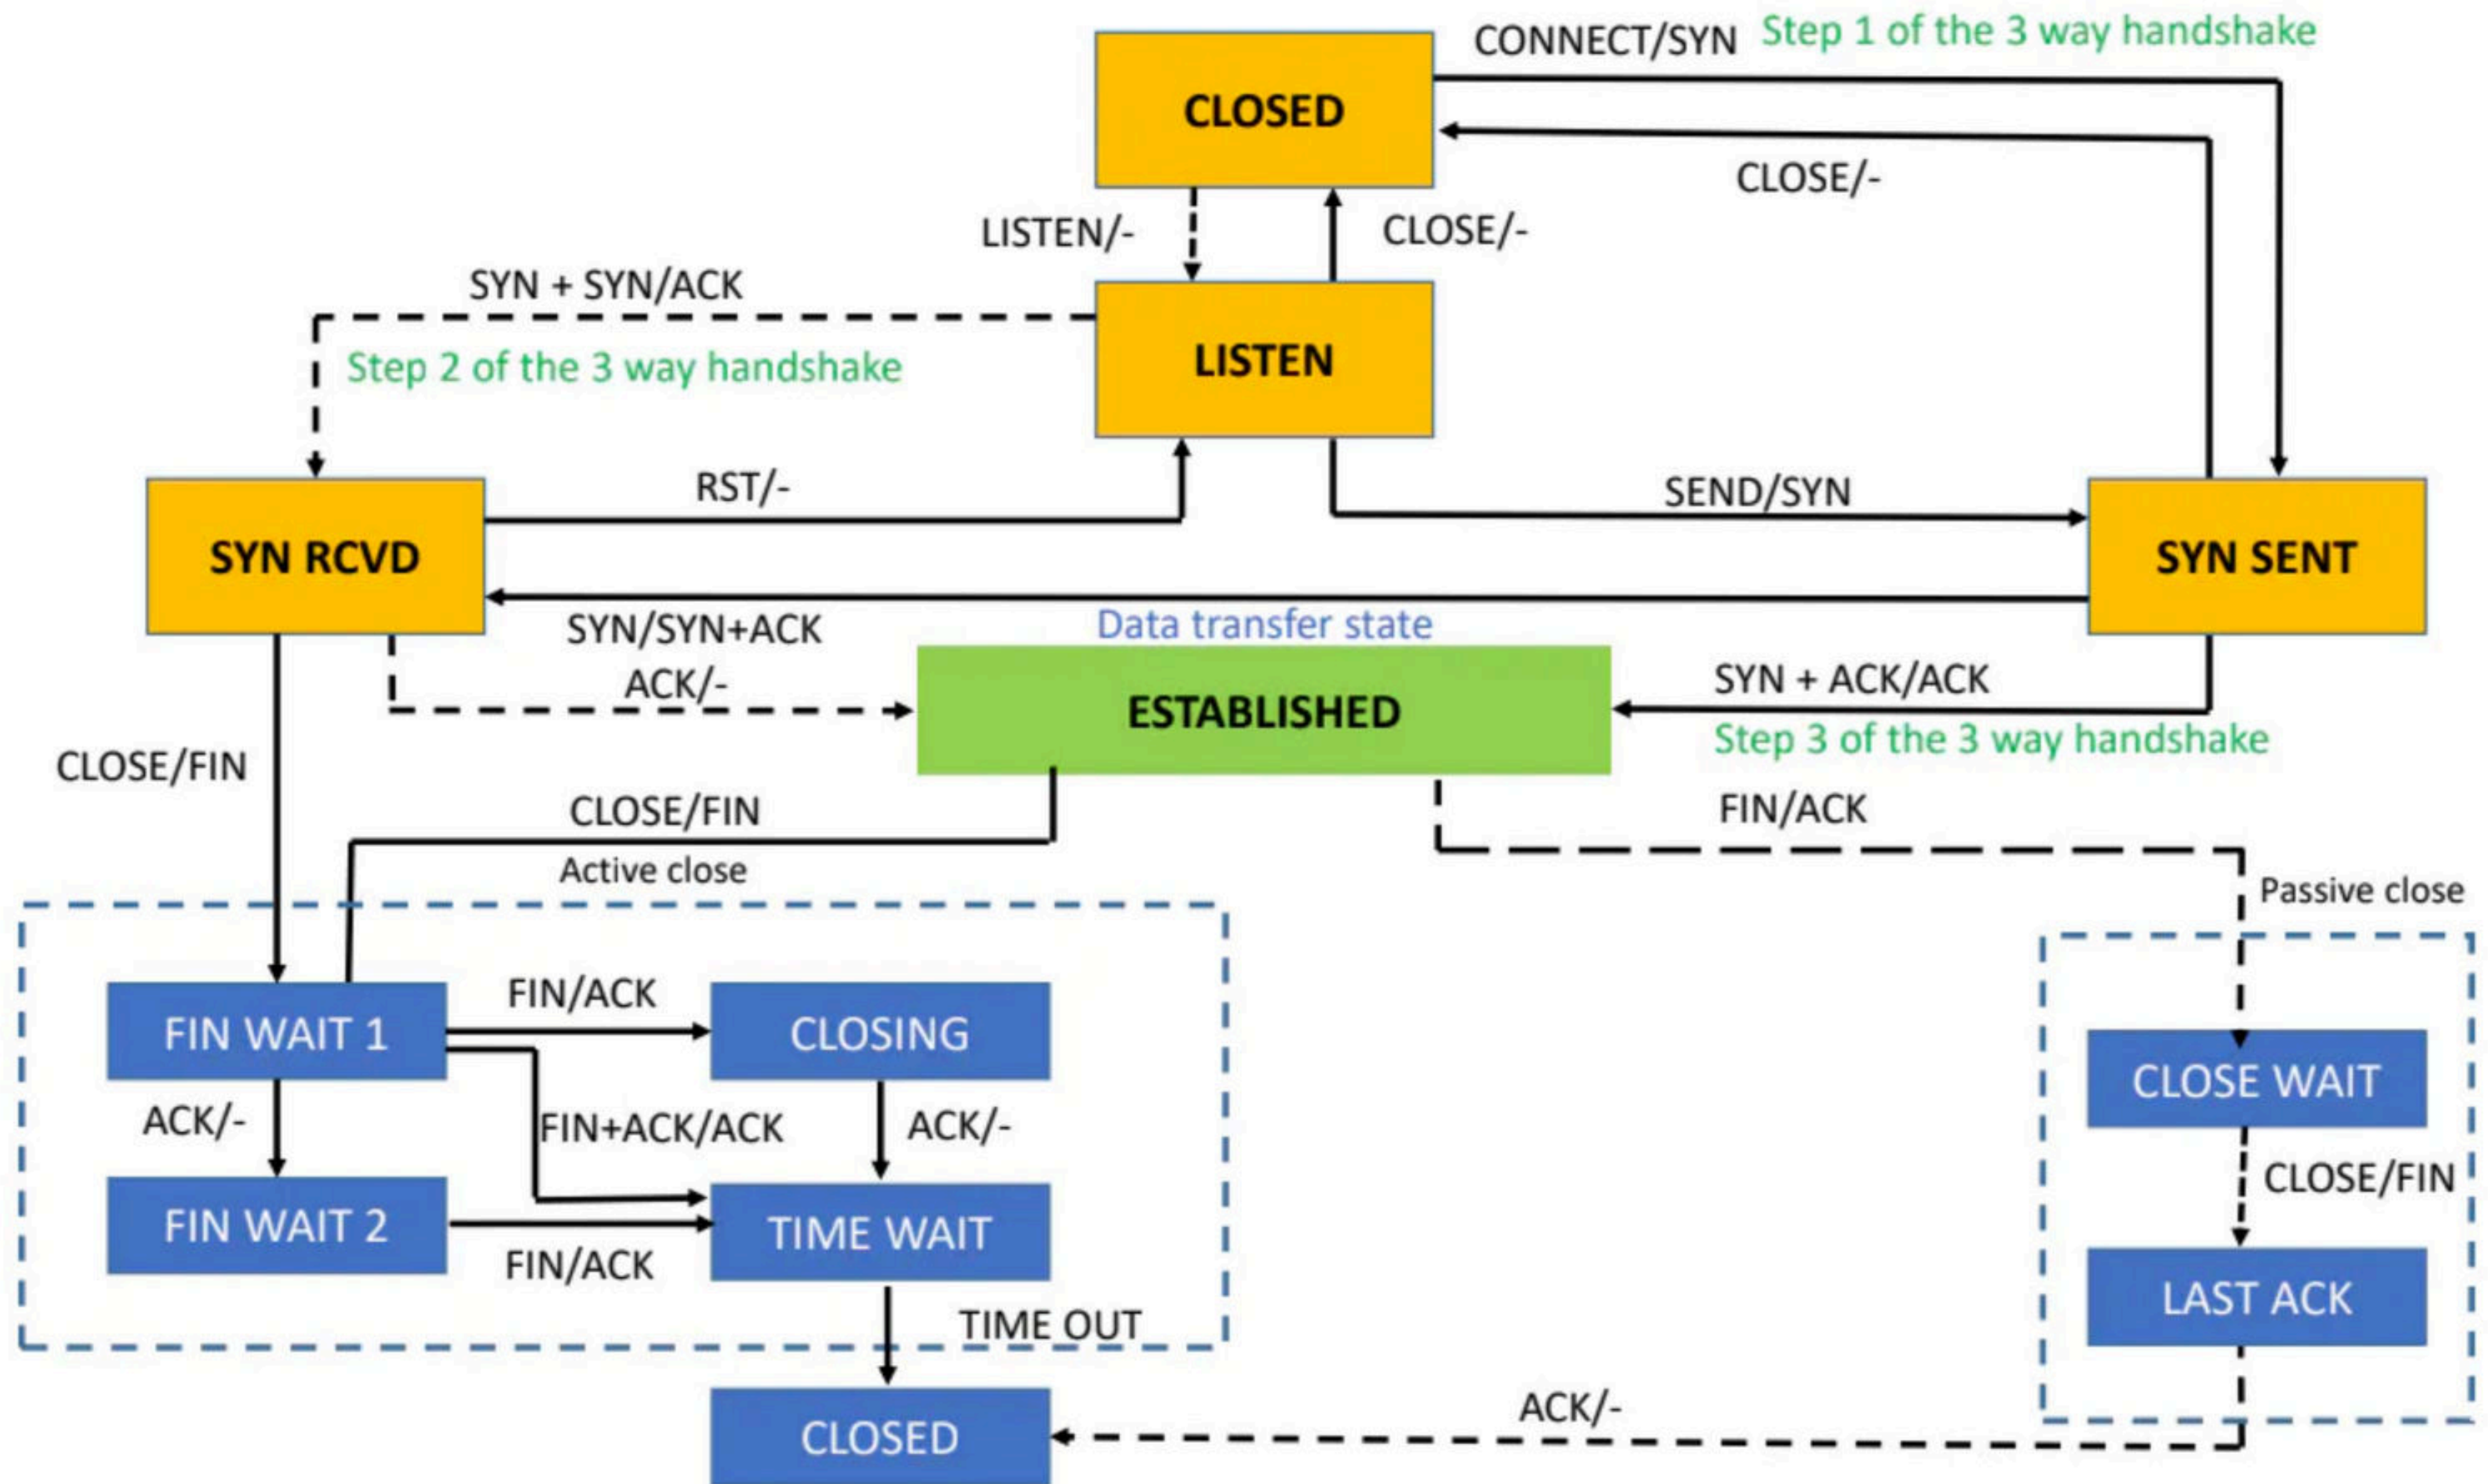 CONNECT/SYN
Step 1 of the 3 way handshake
CLOSED
CLOSE/-
LISTEN/-
CLOSE/-
SYN + SYN/ACK
Step 2 of the 3 way handshake
LISTEN
RST/-
SEND/SYN
SYN RCVD
SYN SENT
SYN/SYN+ACK
Data transfer state
ACK/-
ESTABLISHED
SYN + ACK/ACK
Step 3 of the 3 way handshake
CLOSE/FIN
CLOSE/FIN
Active close
FIN/ACK
Passive close
FIN WAIT 1
FIN/ACK
CLOSING
CLOSE WAIT
ACK/-
FIN+ACK/ACK
ACK/-
CLOSE/FIN
FIN WAIT 2
FIN/ACK
TIME WAIT
LAST ACK
TIME OUT
CLOSED
ACK/-